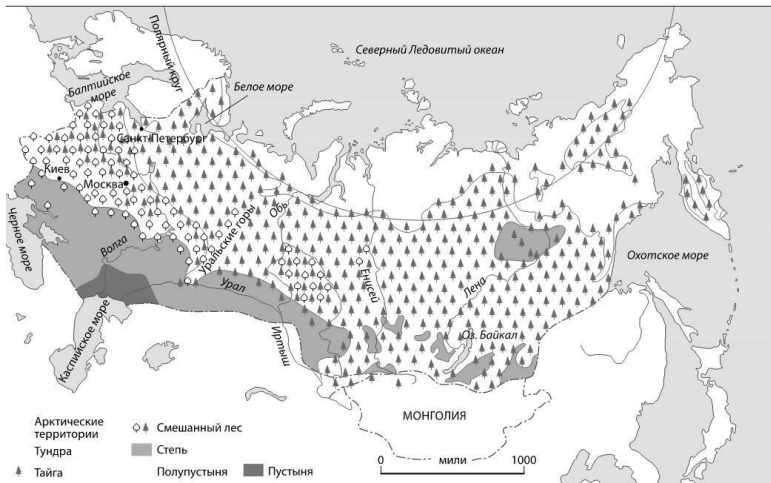 Северный Ледовитый океан
Полярный круг
Балтийское
море
Белое море
Санкт-Петербург
Киев
Москва
Черное море
Волга
Уральские горы
Обь
Енисей
Лена
Охотское море
Урал
Иртыш
Оз. Байкал
Каспийское море
МОНГОЛИЯ
Арктические
территории
Тундра
Тайга
Смешанный лес
Степь
Полупустыня
Пустыня
0 мили 1000